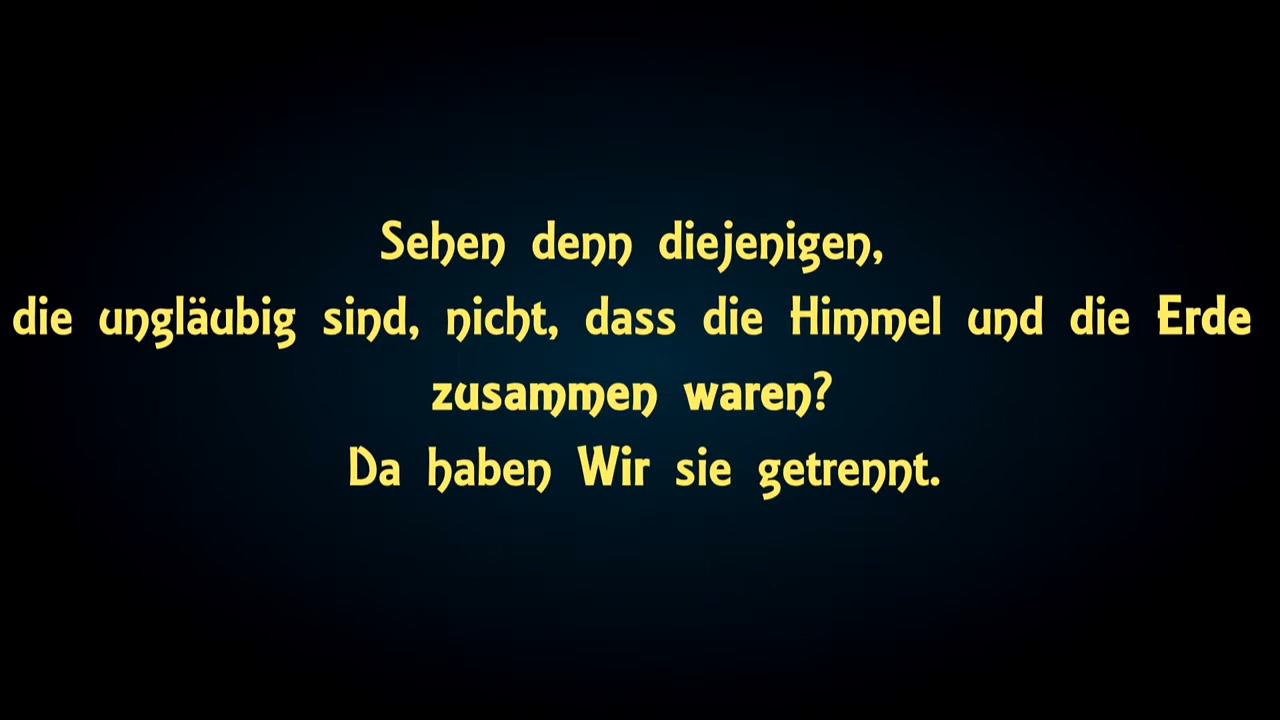 Sehen denn diejenigen,
die ungläubig sind, nicht, dass die Himmel und die Erde
zusammen waren?
Da haben Wir sie getrennt.